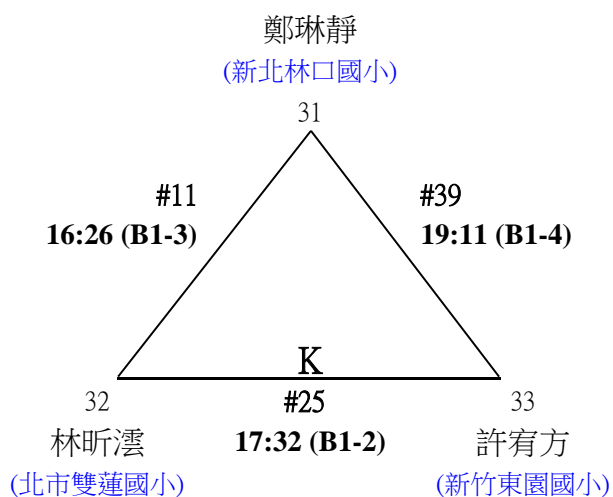 鄭琳靜
(新北林口國小)
31
#11
16:26 (B1-3)
#39
19:11 (B1-4)
K
32
#25
33
林昕澐
17:32 (B1-2)
許宥方
(北市雙蓮國小)
(新竹東園國小)